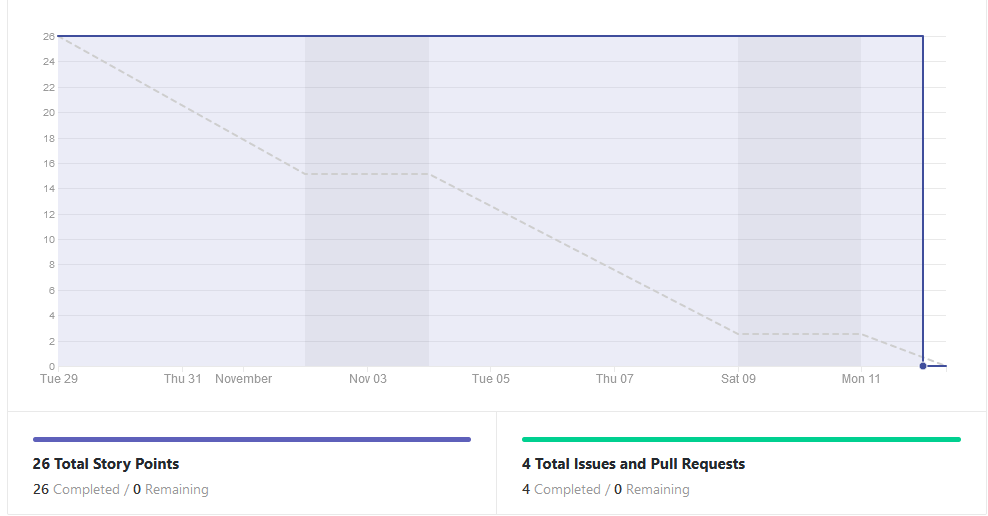 26
24
22
20
18
16
14
12
10
8
6
4
2
0
Tue 29 Thu 31 November Nov 03 Tue 05 Thu 07 Sat 09 Mon 11
26 Total Story Points
26 Completed / 0 Remaining
4 Total Issues and Pull Requests
4 Completed / 0 Remaining